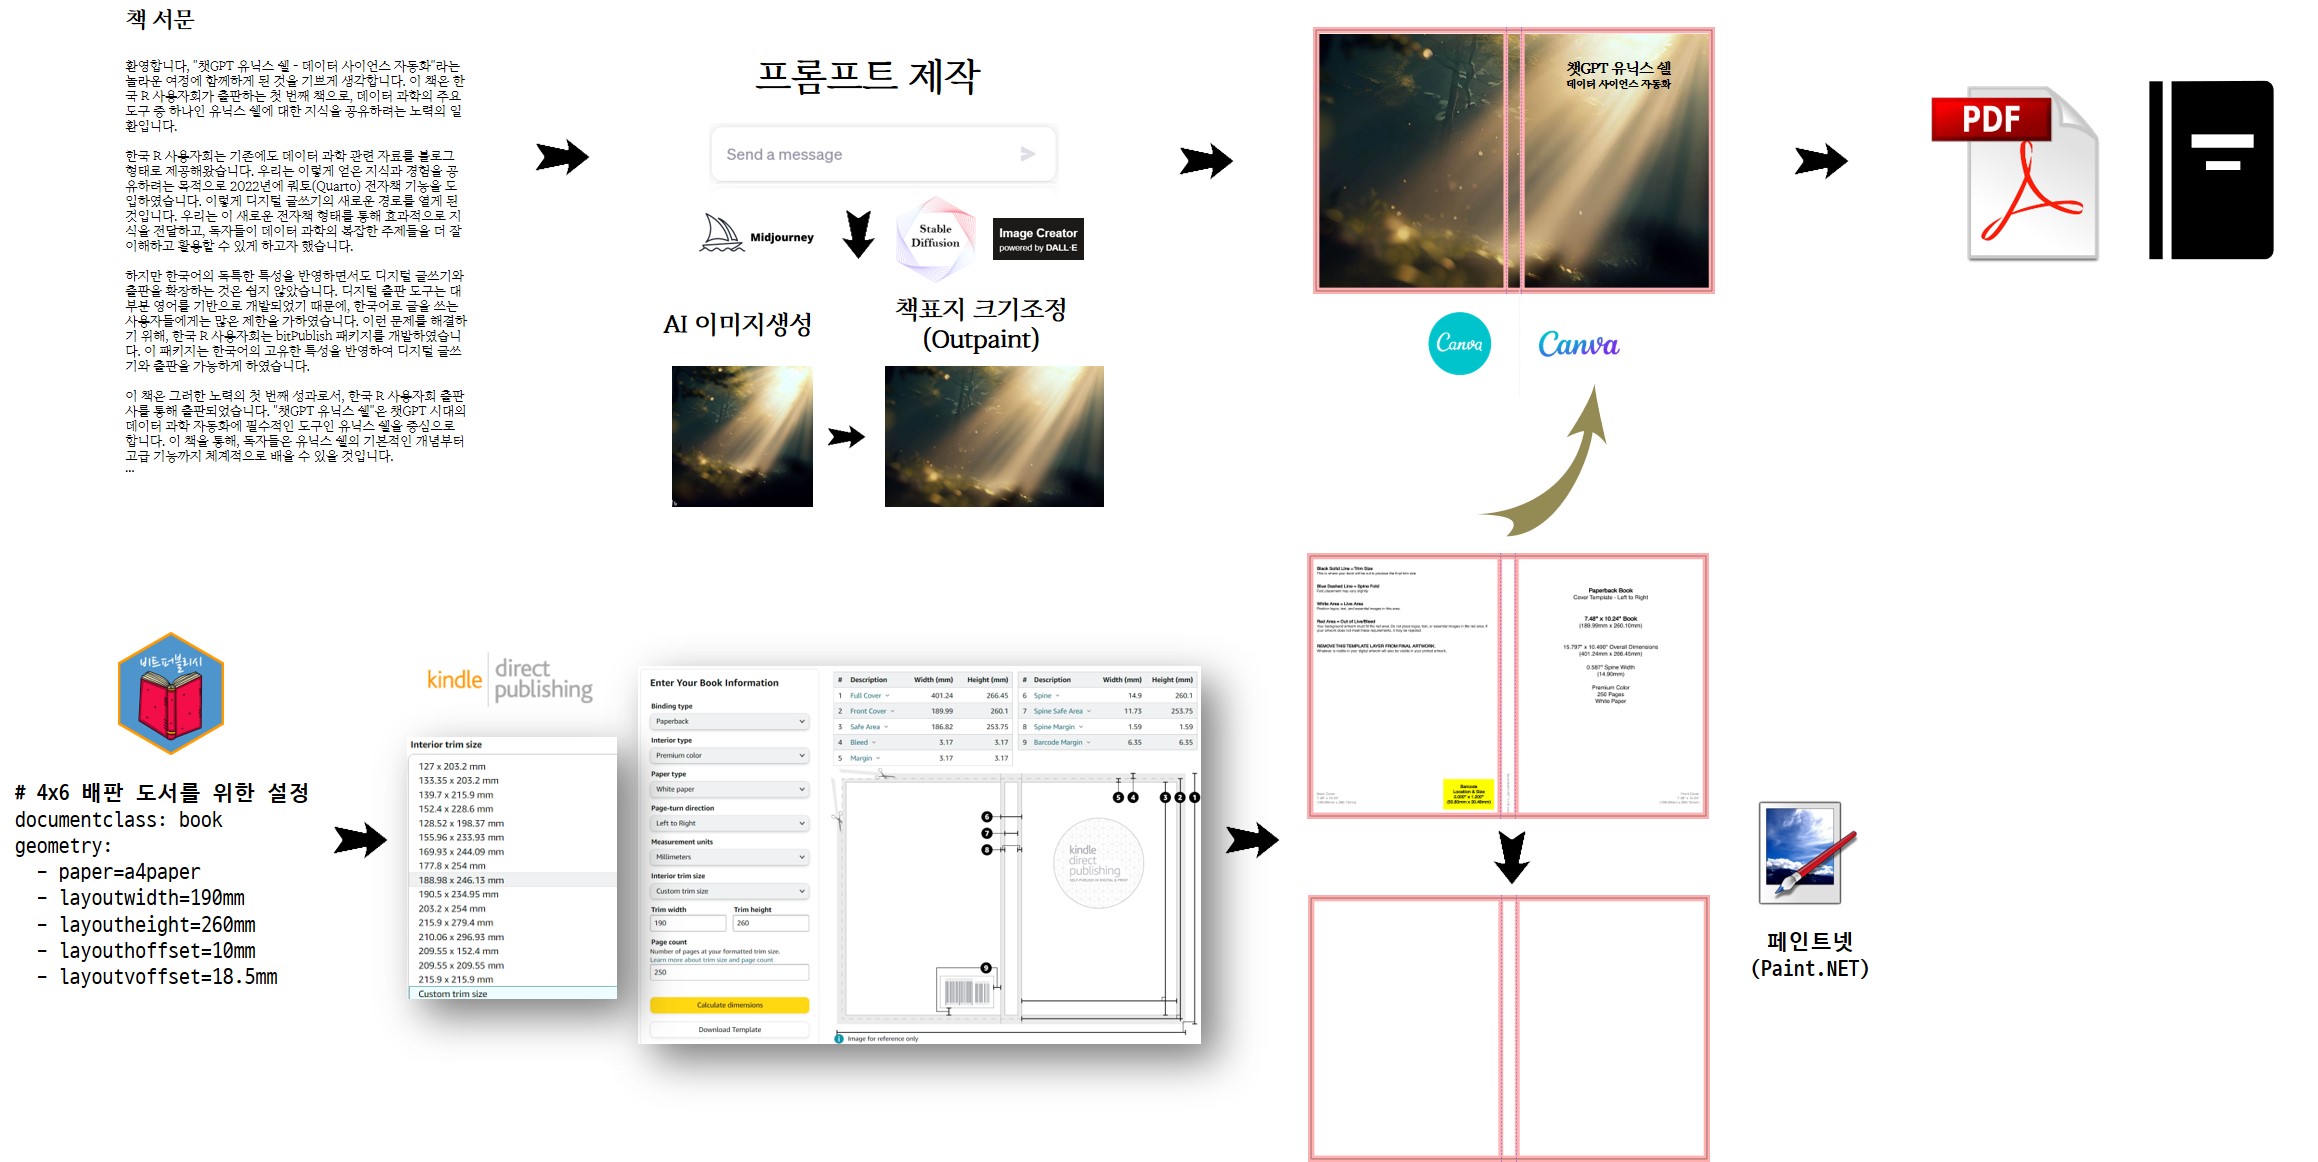 책 서문
환영합니다, "챗GPT 유닉스 쉘 - 데이터 사이언스 자동화"라는
놀라운 여정에 함께하게 된 것을 기쁘게 생각합니다. 이 책은 한
국 R 사용자회가 출판하는 첫 번째 책으로, 데이터 과학의 주요
도구 중 하나인 유닉스 쉘에 대한 지식을 공유하려는 노력의 일
환입니다.
한국 R 사용자회는 기존에도 데이터 과학 관련 자료를 블로그
형태로 제공해왔습니다. 우리는 이렇게 얻은 지식과 경험을 공
유하려는 목적으로 2022년에 쿼토(Quarto) 전자책 기능을 도
입하였습니다. 이렇게 디지털 글쓰기의 새로운 경로를 열게 된
것입니다. 우리는 이 새로운 전자책 형태를 통해 효과적으로 지
식을 전달하고, 독자들이 데이터 과학의 복잡한 주제들을 더 잘
이해하고 활용할 수 있게 하고자 했습니다.
하지만 한국어의 독특한 특성을 반영하면서도 디지털 글쓰기와
출판을 확장하는 것은 쉽지 않았습니다. 디지털 출판 도구는 대
부분 영어를 기반으로 개발되었기 때문에, 한국어로 글을 쓰는
사용자들에게는 많은 제한을 가하였습니다. 이런 문제를 해결하
기 위해, 한국 R 사용자회는 bitPublish 패키지를 개발하였습니
다. 이 패키지는 한국어의 고유한 특성을 반영하여 디지털 글쓰
기와 출판을 가능하게 하였습니다.
이 책은 그러한 노력의 첫 번째 성과로서, 한국 R 사용자회 출판
사를 통해 출판되었습니다. "챗GPT 유닉스 쉘"은 챗GPT 시대의
데이터 과학 자동화에 필수적인 도구인 유닉스 쉘을 중심으로
합니다. 이 책을 통해, 독자들은 유닉스 쉘의 기본적인 개념부터
고급 기능까지 체계적으로 배울 수 있을 것입니다.
...
프롬프트 제작
Send a message
Midjourney
Stable
Diffusion
Image Creator
powered by DALL·E
AI 이미지생성
책표지 크기조정
(Outpaint)
챗GPT 유닉스 쉘
데이터 사이언스 자동화
Canva
Canva
PDF
비트퍼블리시
# 4x6 배판 도서를 위한 설정
documentclass: book
geometry:
- paper=a4paper
- layoutwidth=190mm
- layoutheight=260mm
- layouthoffset=10mm
- layoutvoffset=18.5mm
kindle direct publishing
Interior trim size
127 x 203.2 mm
133.35 x 203.2 mm
139.7 x 215.9 mm
152.4 x 228.6 mm
128.52 x 198.37 mm
155.96 x 233.93 mm
169.93 x 244.09 mm
177.8 x 254 mm
188.98 x 246.13 mm
190.5 x 234.95 mm
203.2 x 254 mm
215.9 x 279.4 mm
210.06 x 296.93 mm
209.55 x 152.4 mm
209.55 x 209.55 mm
215.9 x 215.9 mm
Custom trim size
Enter Your Book Information
Binding type
Paperback
Interior type
Premium color
Paper type
White paper
Page-turn direction
Left to Right
Measurement units
Millimeters
Interior trim size
Custom trim size
Trim width Trim height
190 260
Page count
Number of pages at your formatted trim size.
Learn more about trim size and page count
250
Calculate dimensions
Download Template
# Description Width (mm) Height (mm)
1 Full Cover 401.24 266.45
2 Front Cover 189.99 260.1
3 Safe Area 186.82 253.75
4 Bleed 3.17 3.17
5 Margin 3.17 3.17
# Description Width (mm) Height (mm)
6 Spine 14.9 260.1
7 Spine Safe Area 11.73 253.75
8 Spine Margin 1.59 1.59
9 Barcode Margin 6.35 6.35
5 4 3 2 1
6
7
8
9
kindle
direct
publishing
Image for reference only
Black Solid Line = Trim Size
Blue Dashed Line = Spine Fold
White Area = Live Area
Red Area = Out of Live/Bleed
REMOVE THIS TEMPLATE LAYER FROM FINAL ARTWORK.
Paperback Book
Cover Template - Left to Right
7.48" x 10.24" Book
(189.99mm x 260.10mm)
15.797" x 10.490" Overall Dimensions
(401.24mm x 266.45mm)
0.587" Spine Width
(14.90mm)
Premium Color
250 Pages
White Paper
Barcode
Location & Size
페인트넷
(Paint.NET)